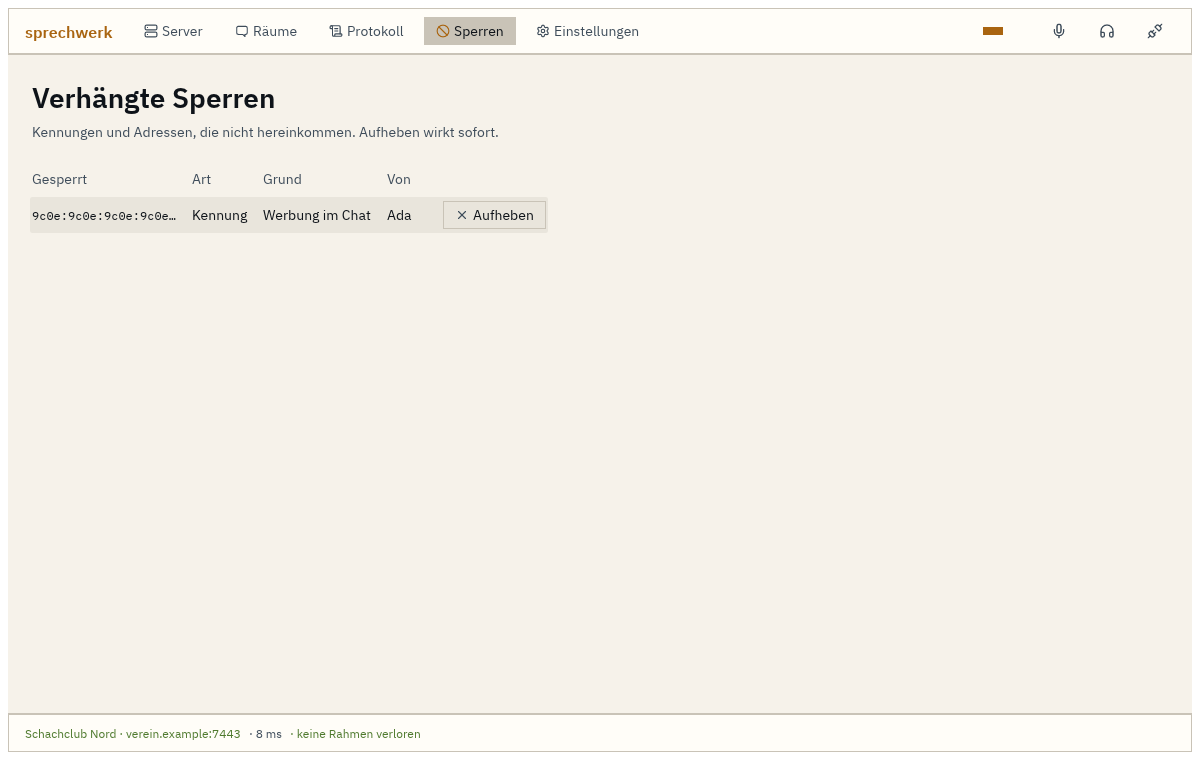 sprechwerk Server Räume Protokoll Sperren Einstellungen
Verhängte Sperren
Kennungen und Adressen, die nicht hereinkommen. Aufheben wirkt sofort.
Gesperrt Art Grund Von
9c0e:9c0e:9c0e:9c0e… Kennung Werbung im Chat Ada Aufheben
Schachclub Nord · verein.example:7443 · 8 ms · keine Rahmen verloren